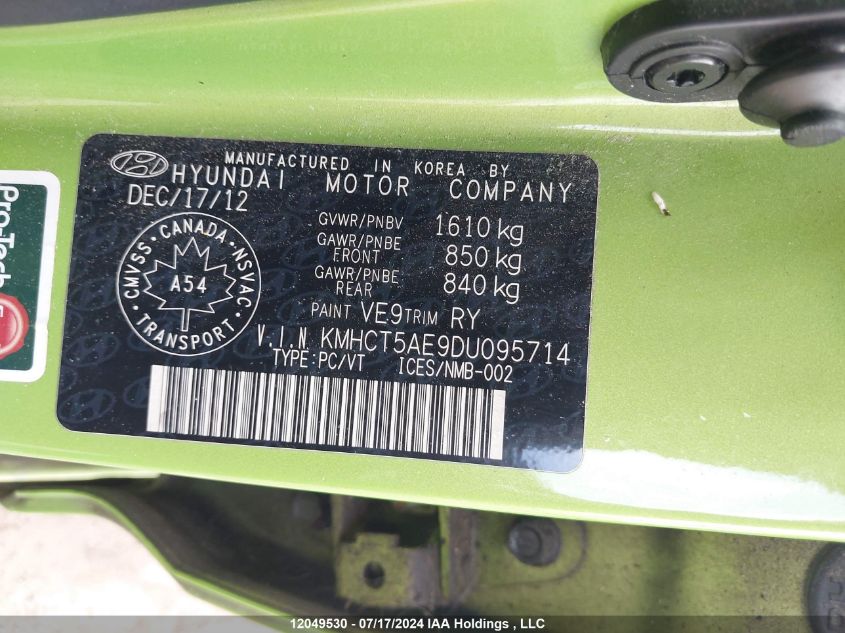 MANUFACTURED IN KOREA BY
HYUNDAI MOTOR COMPANY
DEC/17/12
GVWR/PNBV 1610 kg
GAWR/PNBE FRONT 850 kg
GAWR/PNBE REAR 840 kg
CMVSS · CANADA · NSVAC · TRANSPORT ·
A54
PAINT VE9 TRIM RY
V.I.N KMHCT5AE9DU095714
TYPE:PC/VT ICES/NMB-002
Pro-Tech
12049530 - 07/17/2024 IAA Holdings , LLC